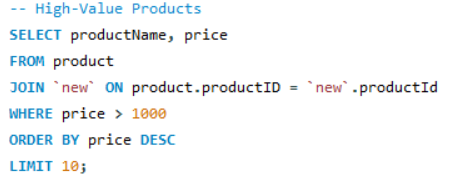 -- High-Value Products
SELECT productName, price
FROM product
JOIN `new` ON product.productID = `new`.productId
WHERE price > 1000
ORDER BY price DESC
LIMIT 10;